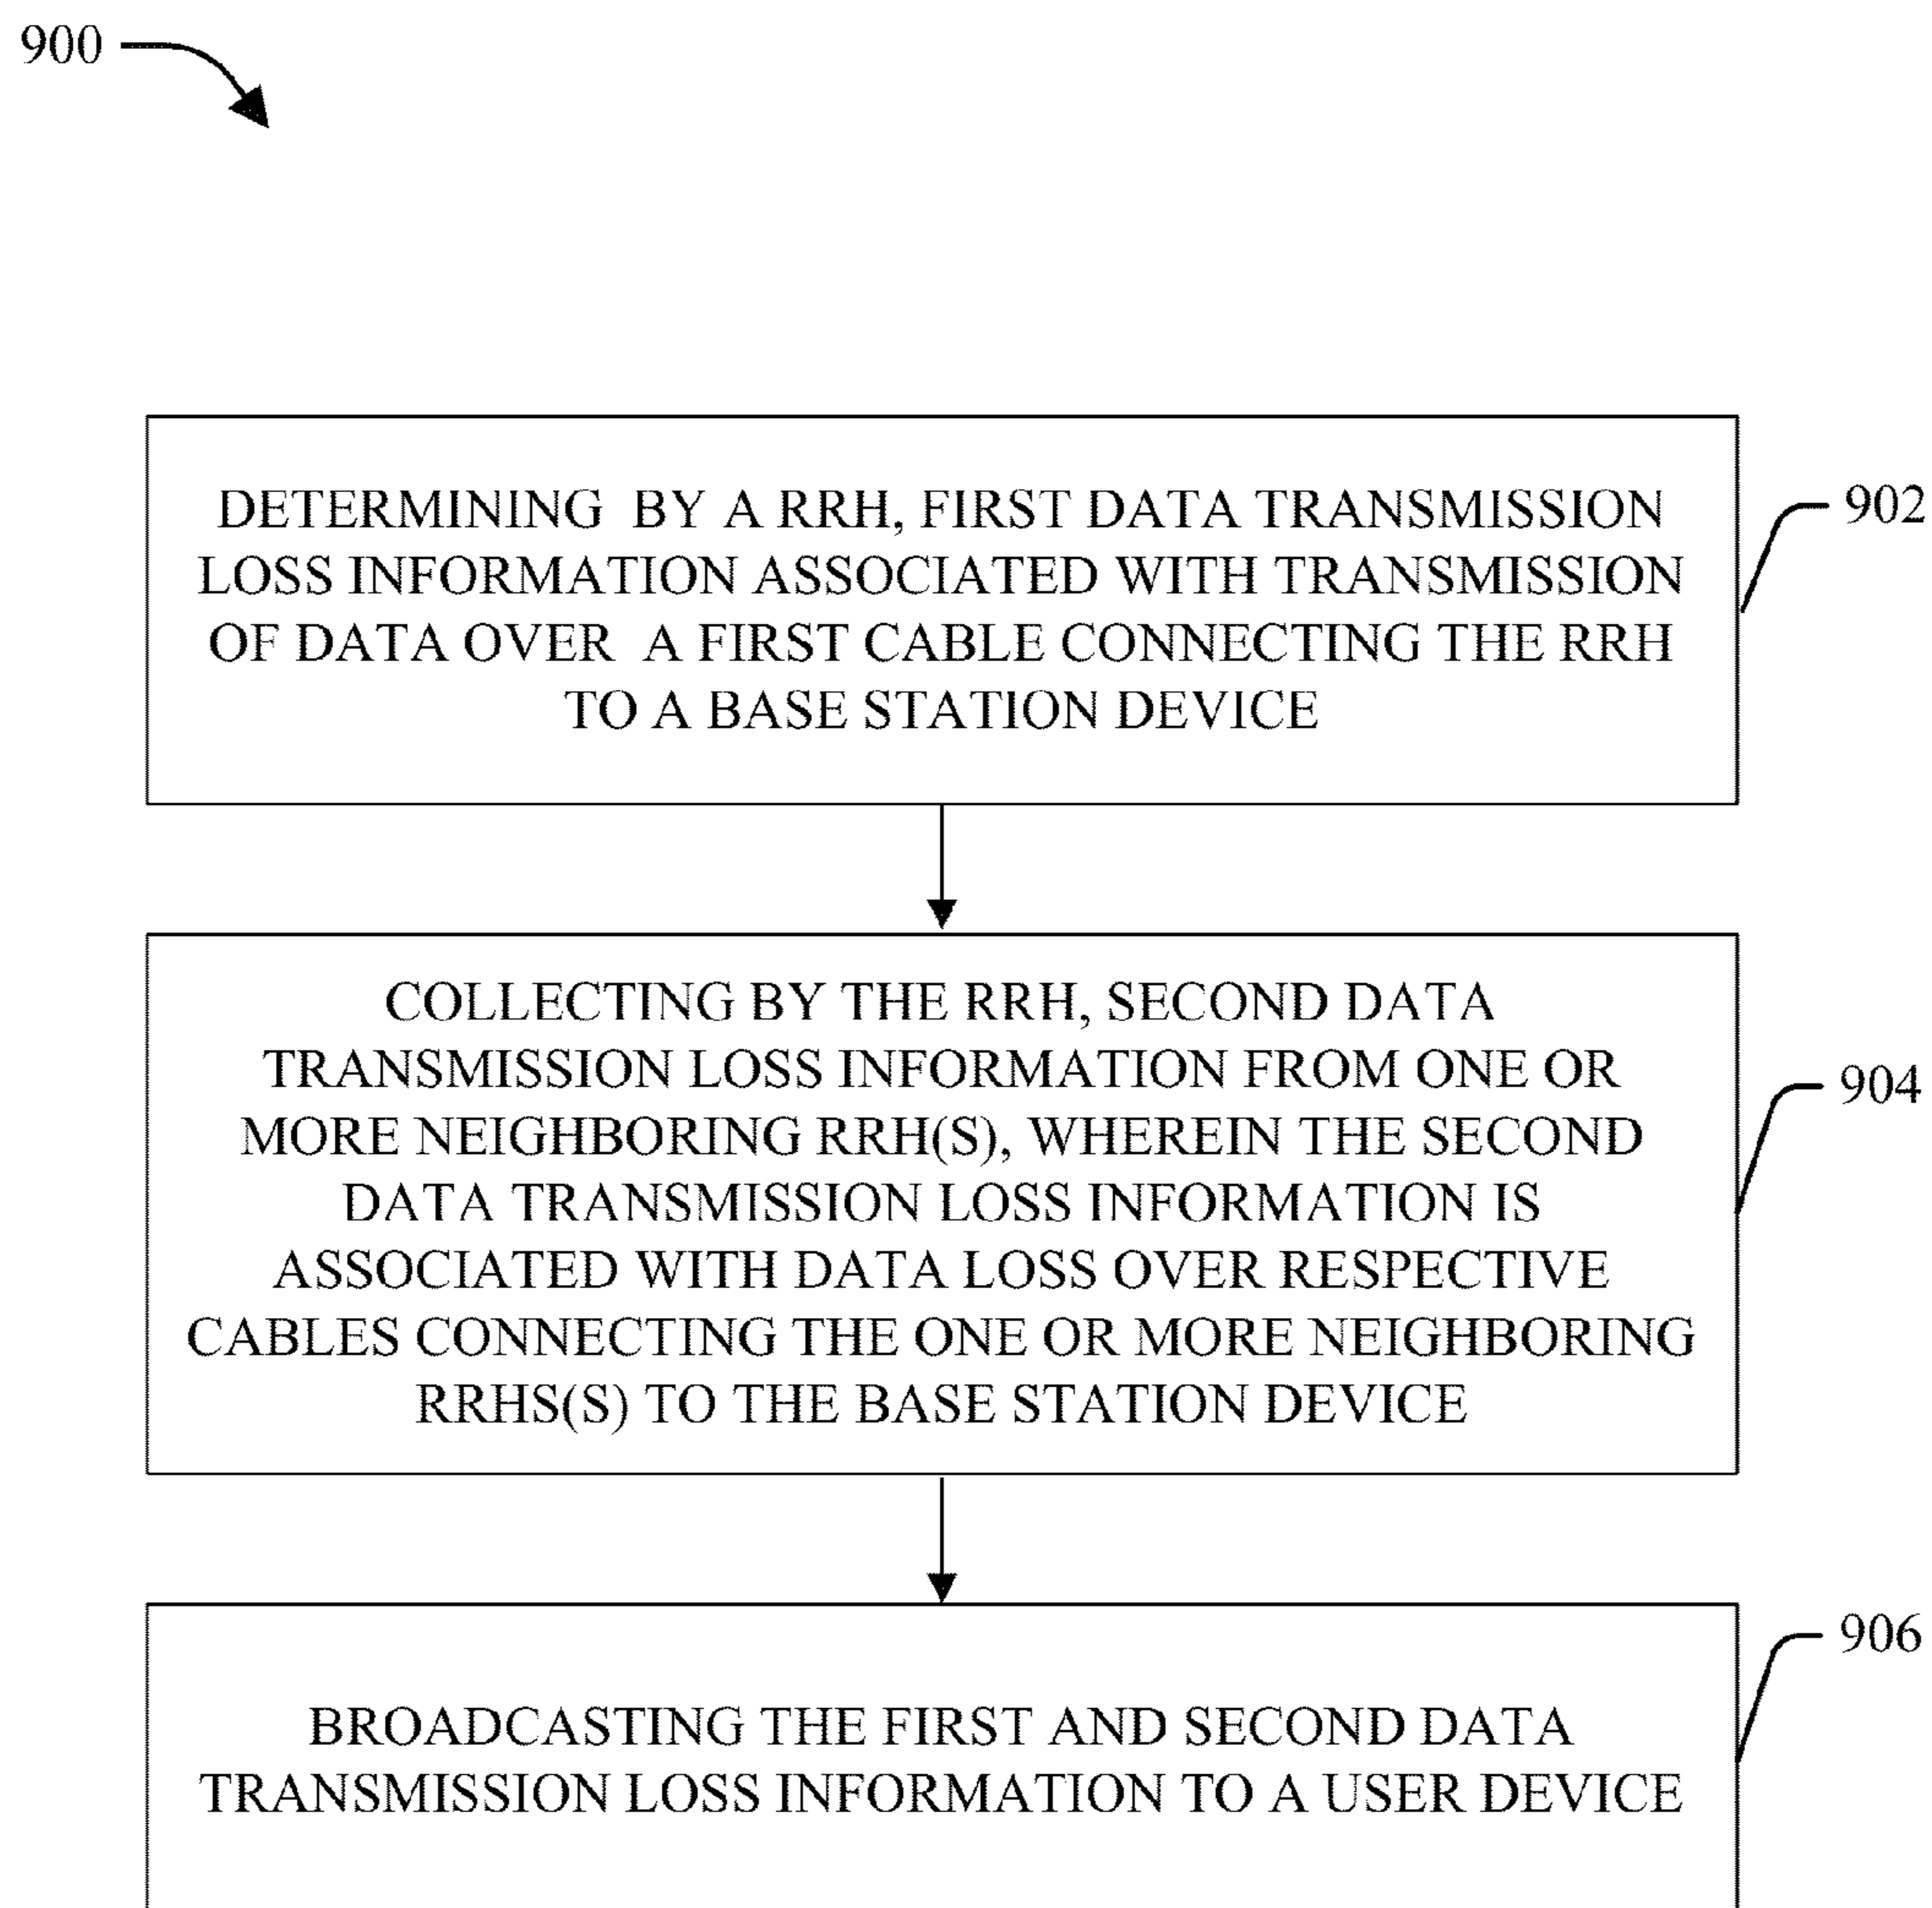 900
DETERMINING BY A RRH, FIRST DATA TRANSMISSION
LOSS INFORMATION ASSOCIATED WITH TRANSMISSION
OF DATA OVER A FIRST CABLE CONNECTING THE RRH
TO A BASE STATION DEVICE
902
COLLECTING BY THE RRH, SECOND DATA
TRANSMISSION LOSS INFORMATION FROM ONE OR
MORE NEIGHBORING RRH(S), WHEREIN THE SECOND
DATA TRANSMISSION LOSS INFORMATION IS
ASSOCIATED WITH DATA LOSS OVER RESPECTIVE
CABLES CONNECTING THE ONE OR MORE NEIGHBORING
RRHS(S) TO THE BASE STATION DEVICE
904
BROADCASTING THE FIRST AND SECOND DATA
TRANSMISSION LOSS INFORMATION TO A USER DEVICE
906